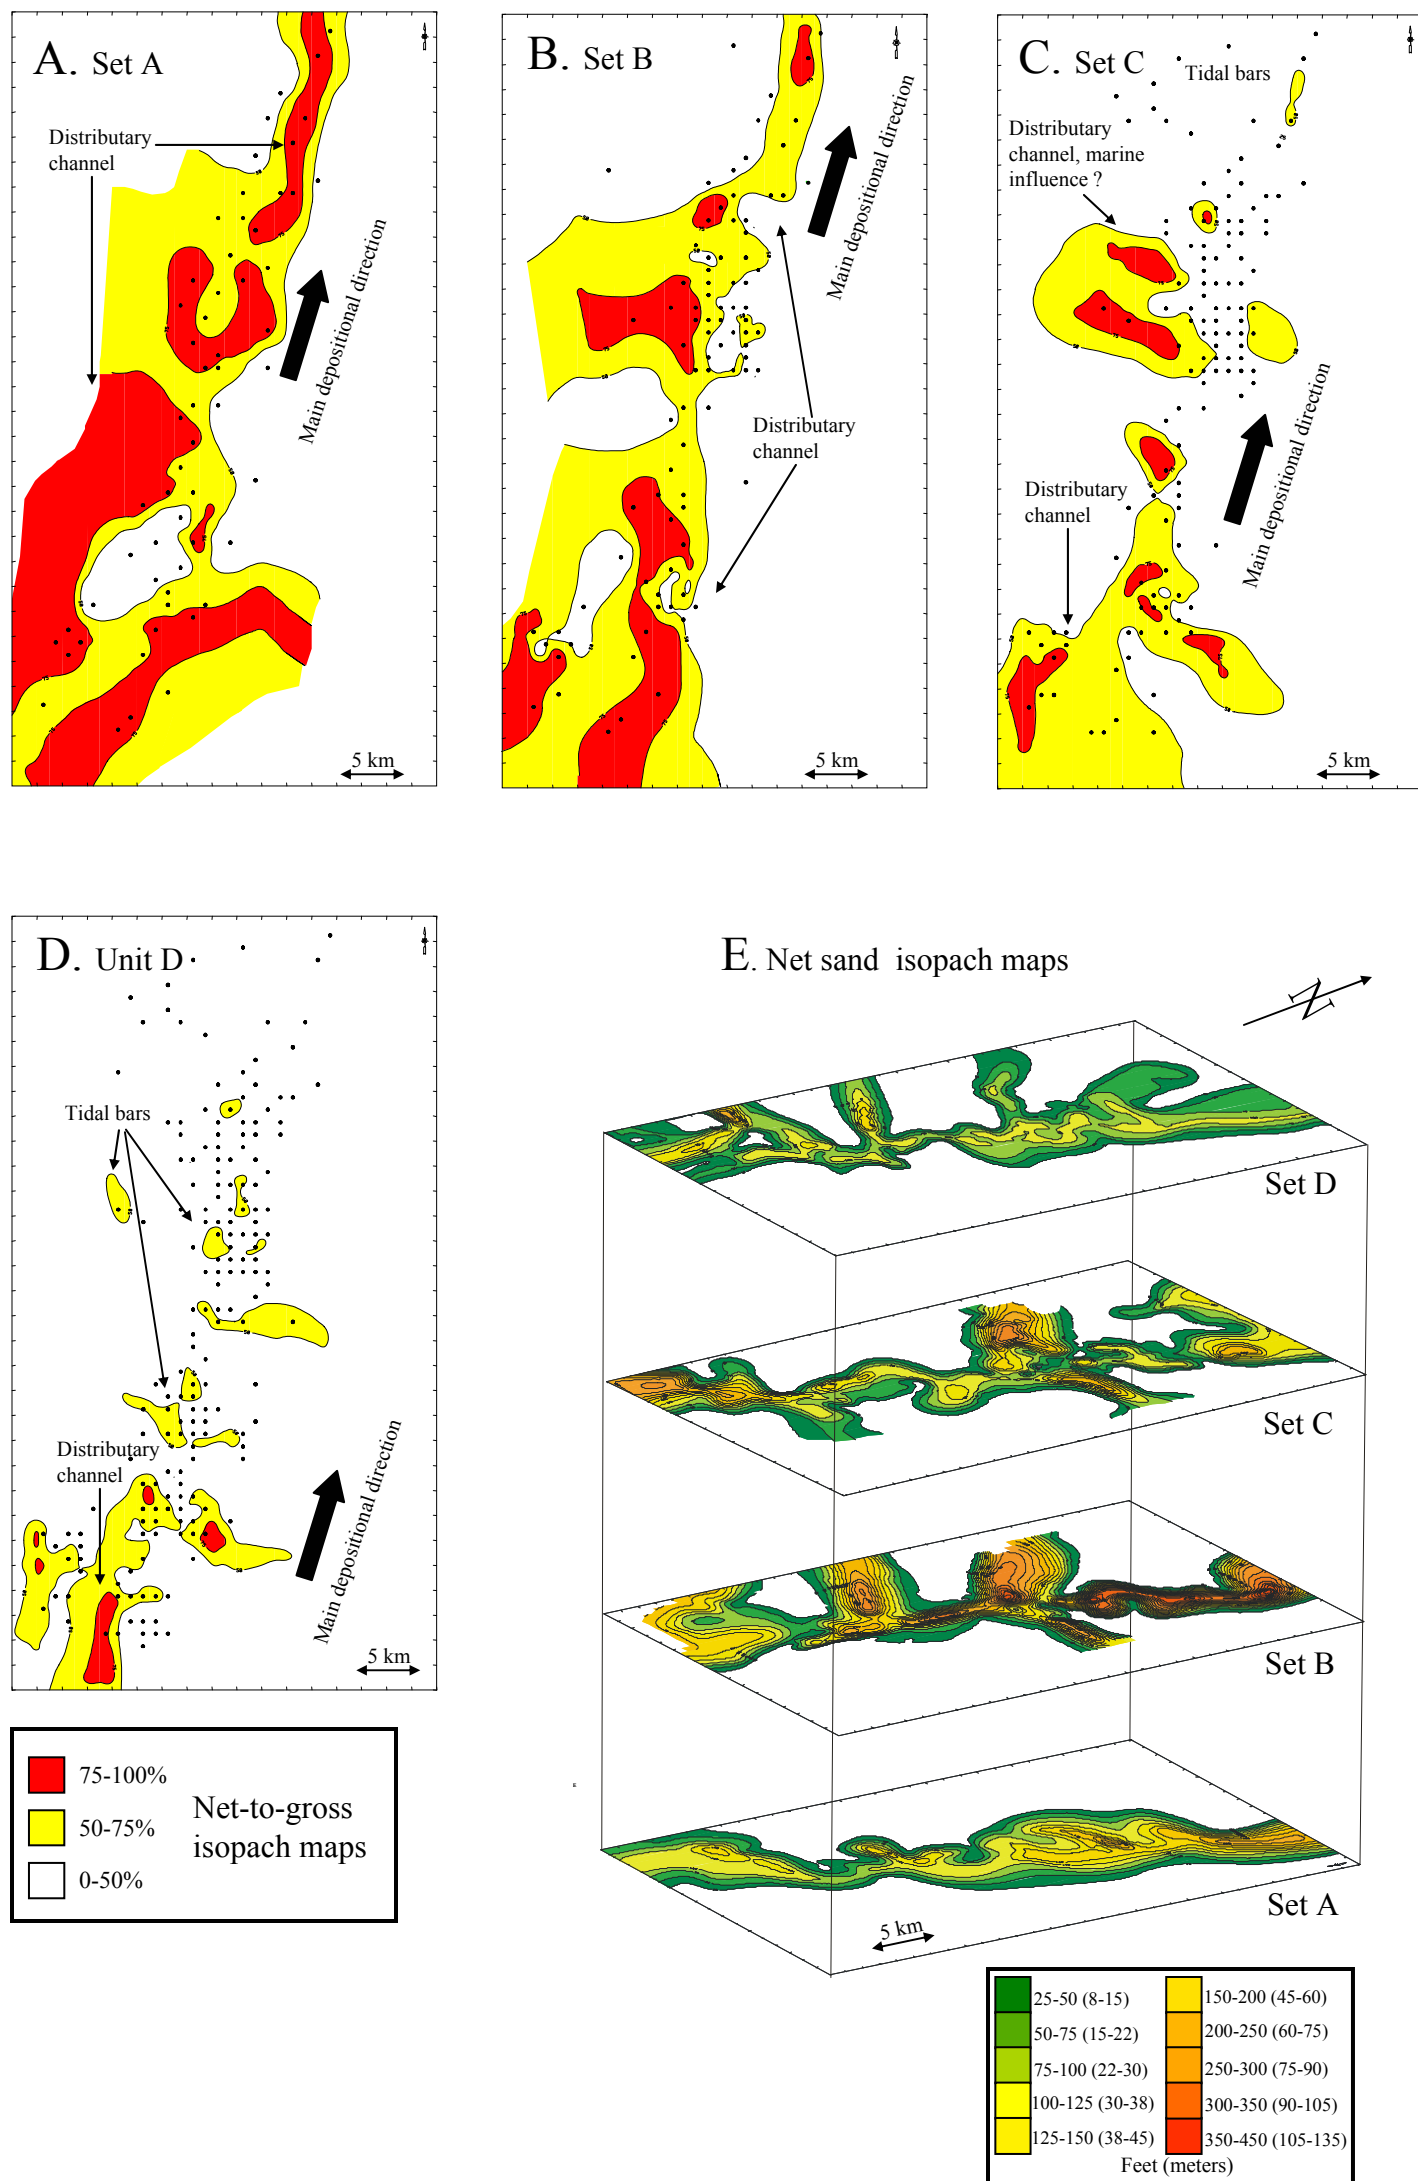 A. Set A
Distributary
channel
Main depositional direction
5 km
B. Set B
Main depositional direction
Distributary
channel
5 km
C. Set C
Tidal bars
Distributary
channel, marine
influence ?
Distributary
channel
Main depositional direction
5 km
D. Unit D
Tidal bars
Distributary
channel
Main depositional direction
5 km
75-100%
50-75%
0-50%
Net-to-gross
isopach maps
E. Net sand isopach maps
N
Set D
Set C
Set B
Set A
5 km
25-50 (8-15)
50-75 (15-22)
75-100 (22-30)
100-125 (30-38)
125-150 (38-45)
150-200 (45-60)
200-250 (60-75)
250-300 (75-90)
300-350 (90-105)
350-450 (105-135)
Feet (meters)